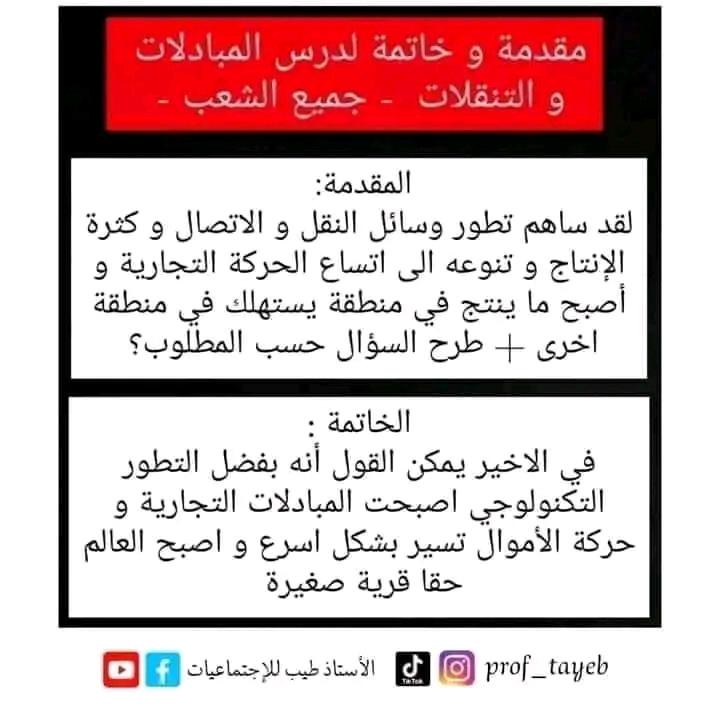 مقدمة و خاتمة لدرس المبادلات
و التنقلات - جميع الشعب -
المقدمة:
لقد ساهم تطور وسائل النقل و الاتصال و كثرة
الإنتاج و تنوعه الى اتساع الحركة التجارية و
أصبح ما ينتج في منطقة يستهلك في منطقة
اخرى + طرح السؤال حسب المطلوب؟
الخاتمة :
في الاخير يمكن القول أنه بفضل التطور
التكنولوجي اصبحت المبادلات التجارية و
حركة الأموال تسير بشكل اسرع و اصبح العالم
حقا قرية صغيرة
الأستاذ طيب للإجتماعيات TikTok prof_tayeb